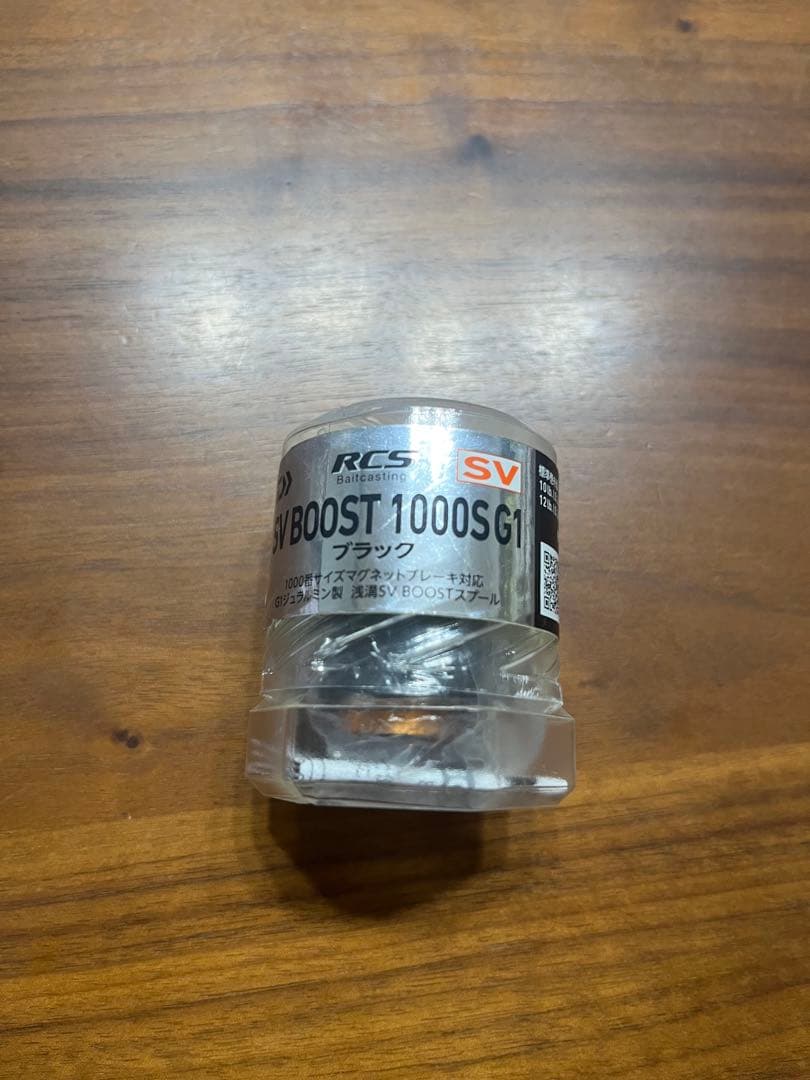 RCS
Baitcasting
SV
SV BOOST 1000S G1
ブラック
1000番サイズマグネットブレーキ対応
G1ジュラルミン製 浅溝SV BOOSTスプール
10lb.
12lb.